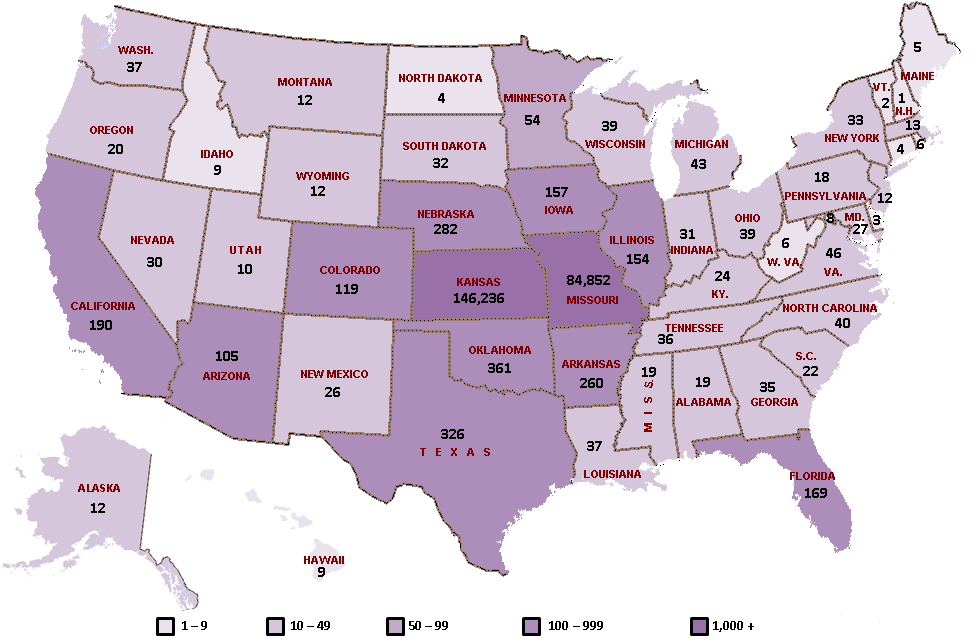 WASH.
37
MONTANA
12
NORTH DAKOTA
4
MINNESOTA
54
5
MAINE
VT.
2
1
N.H.
33
NEW YORK
13
4
6
OREGON
20
IDAHO
9
SOUTH DAKOTA
32
39
WISCONSIN
MICHIGAN
43
WYOMING
12
157
IOWA
18
PENNSYLVANIA
12
NEBRASKA
282
OHIO
39
8
MD.
27
3
NEVADA
30
UTAH
10
COLORADO
119
KANSAS
146,236
84,852
MISSOURI
ILLINOIS
154
31
INDIANA
6
W. VA.
46
VA.
24
KY.
CALIFORNIA
190
NORTH CAROLINA
40
TENNESSEE
36
105
ARIZONA
NEW MEXICO
26
OKLAHOMA
361
ARKANSAS
260
19
MISS.
19
ALABAMA
35
GEORGIA
S.C.
22
326
TEXAS
37
LOUISIANA
FLORIDA
169
ALASKA
12
HAWAII
9
1 – 9 10 – 49 50 – 99 100 – 999 1,000 +